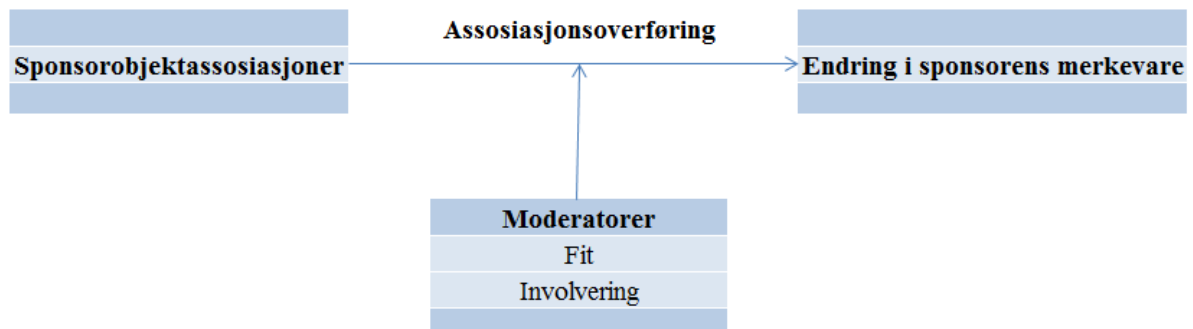 Assosiasjonsoverføring
Sponsorobjektassosiasjoner
Endring i sponsorens merkevare
Moderatorer
Fit
Involvering